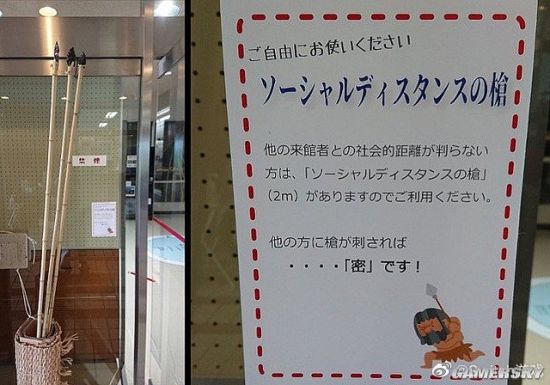 禁煙
ご自由にお使いください
ソーシャルディスタンスの槍
他の来館者との社会的距離が判らない
方は、「ソーシャルディスタンスの槍」
(2m)がありますのでご利用ください。
他の方に槍が刺されば
・・・・「密」です!
GAMERSKY